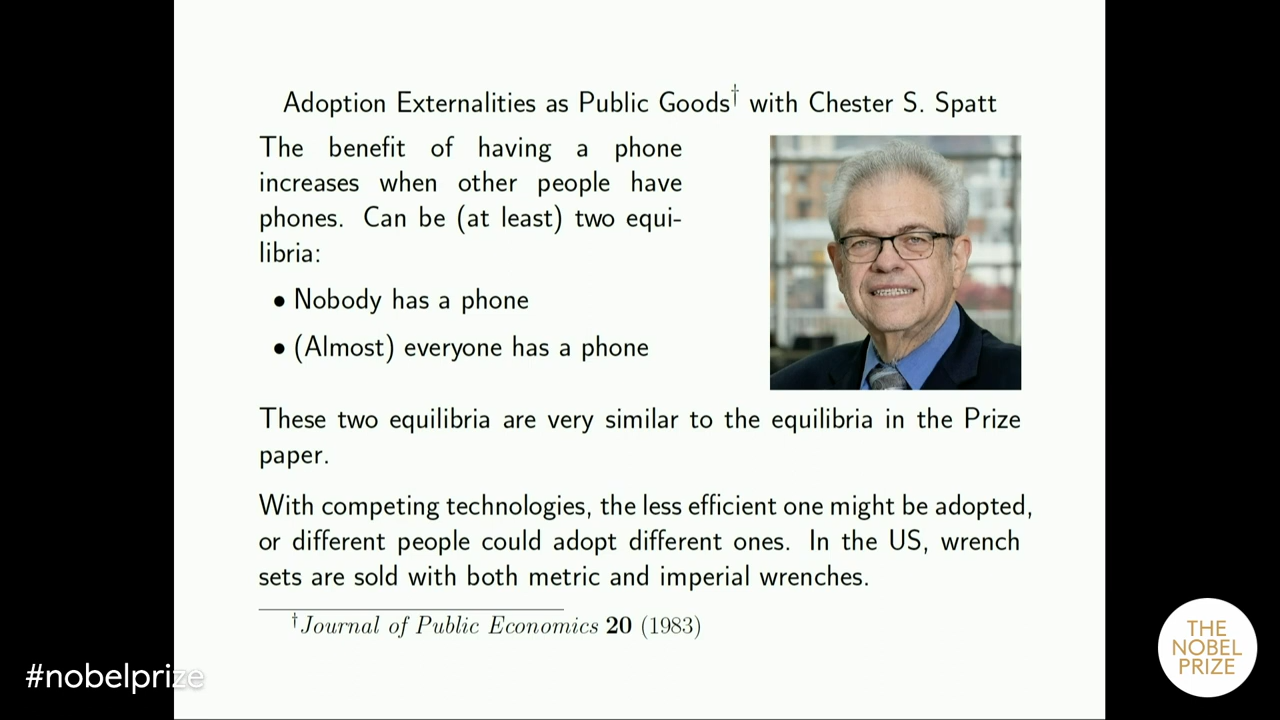 Adoption Externalities as Public Goods† with Chester S. Spatt
The benefit of having a phone
increases when other people have
phones. Can be (at least) two equi-
libria:
• Nobody has a phone
• (Almost) everyone has a phone
These two equilibria are very similar to the equilibria in the Prize
paper.
With competing technologies, the less efficient one might be adopted,
or different people could adopt different ones. In the US, wrench
sets are sold with both metric and imperial wrenches.
†Journal of Public Economics 20 (1983)
#nobelprize
THE
NOBEL
PRIZE